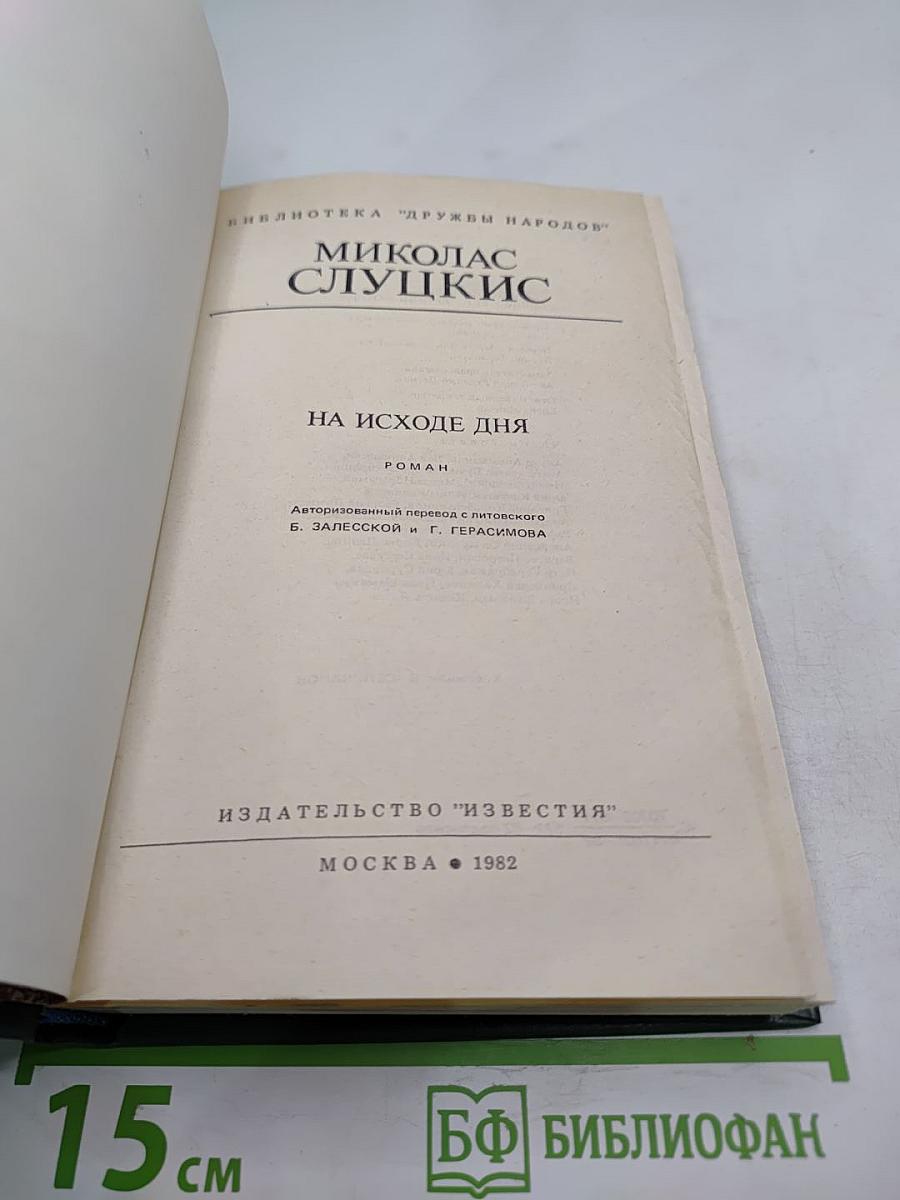 БИБЛИОТЕКА "ДРУЖБЫ НАРОДОВ"
МИКОЛАС
СЛУЦКИС
НА ИСХОДЕ ДНЯ
РОМАН
Авторизованный перевод с литовского
Б. ЗАЛЕССКОЙ и Г. ГЕРАСИМОВА
ИЗДАТЕЛЬСТВО "ИЗВЕСТИЯ"
МОСКВА ● 1982
15 см
БФ БИБЛИОФАН